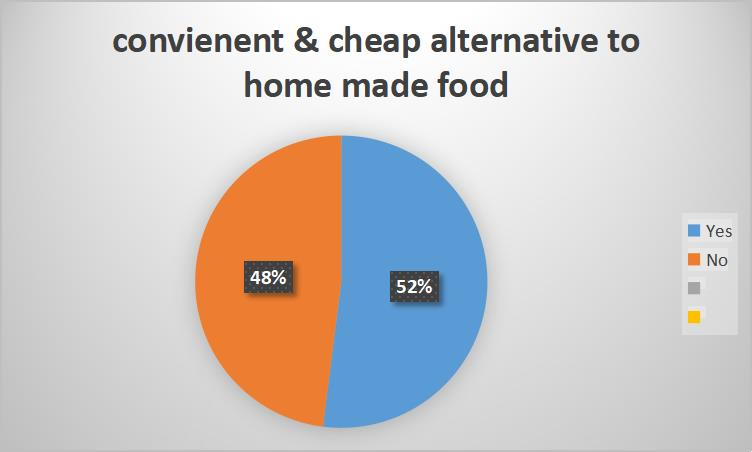 convienent & cheap alternative to
home made food
48%
52%
Yes
No